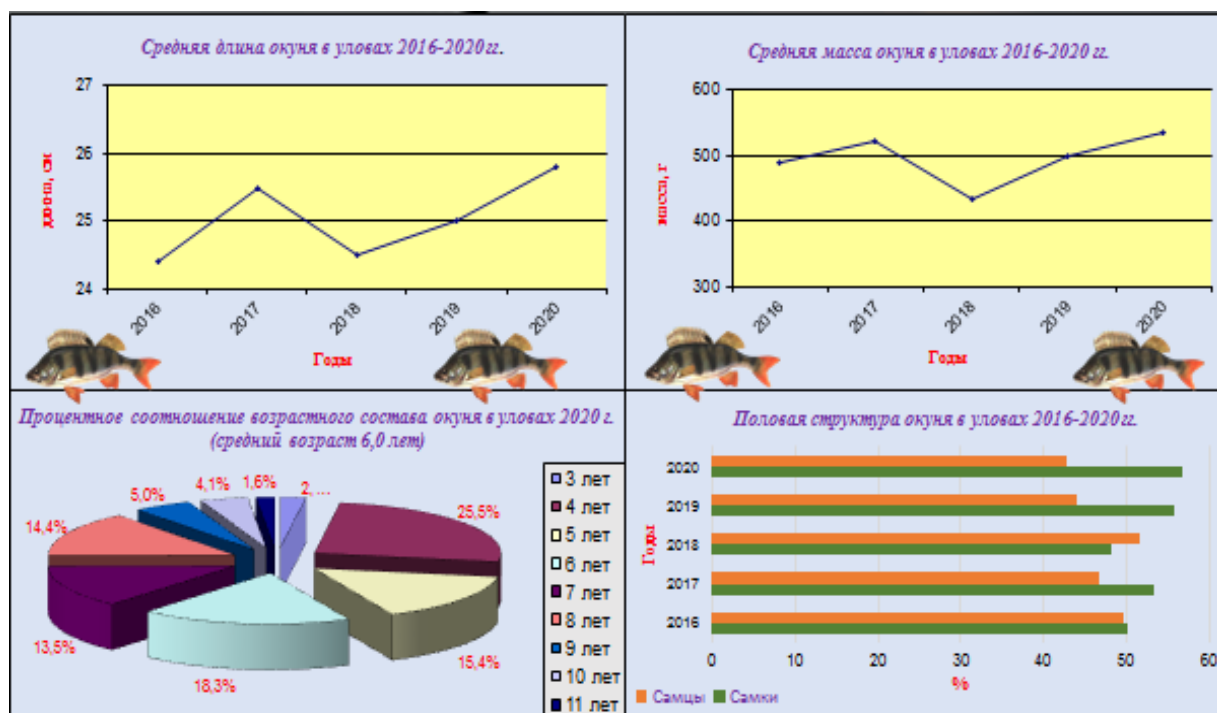 Средняя длина окуня в уловах 2016-2020 гг.
27
26
25
24
длина, см
2016
2017
2018
2019
2020
Годы
Средняя масса окуня в уловах 2016-2020 гг.
600
500
400
300
масса, г
2016
2017
2018
2019
2020
Годы
Процентное соотношение возрастного состава окуня в уловах 2020 г.
(средний возраст 6,0 лет)
2, ...
25,5%
15,4%
18,3%
13,5%
14,4%
5,0%
4,1%
1,6%
3 лет
4 лет
5 лет
6 лет
7 лет
8 лет
9 лет
10 лет
11 лет
Половая структура окуня в уловах 2016-2020 гг.
Годы
2020
2019
2018
2017
2016
0 10 20 30 40 50 60
%
Самцы Самки